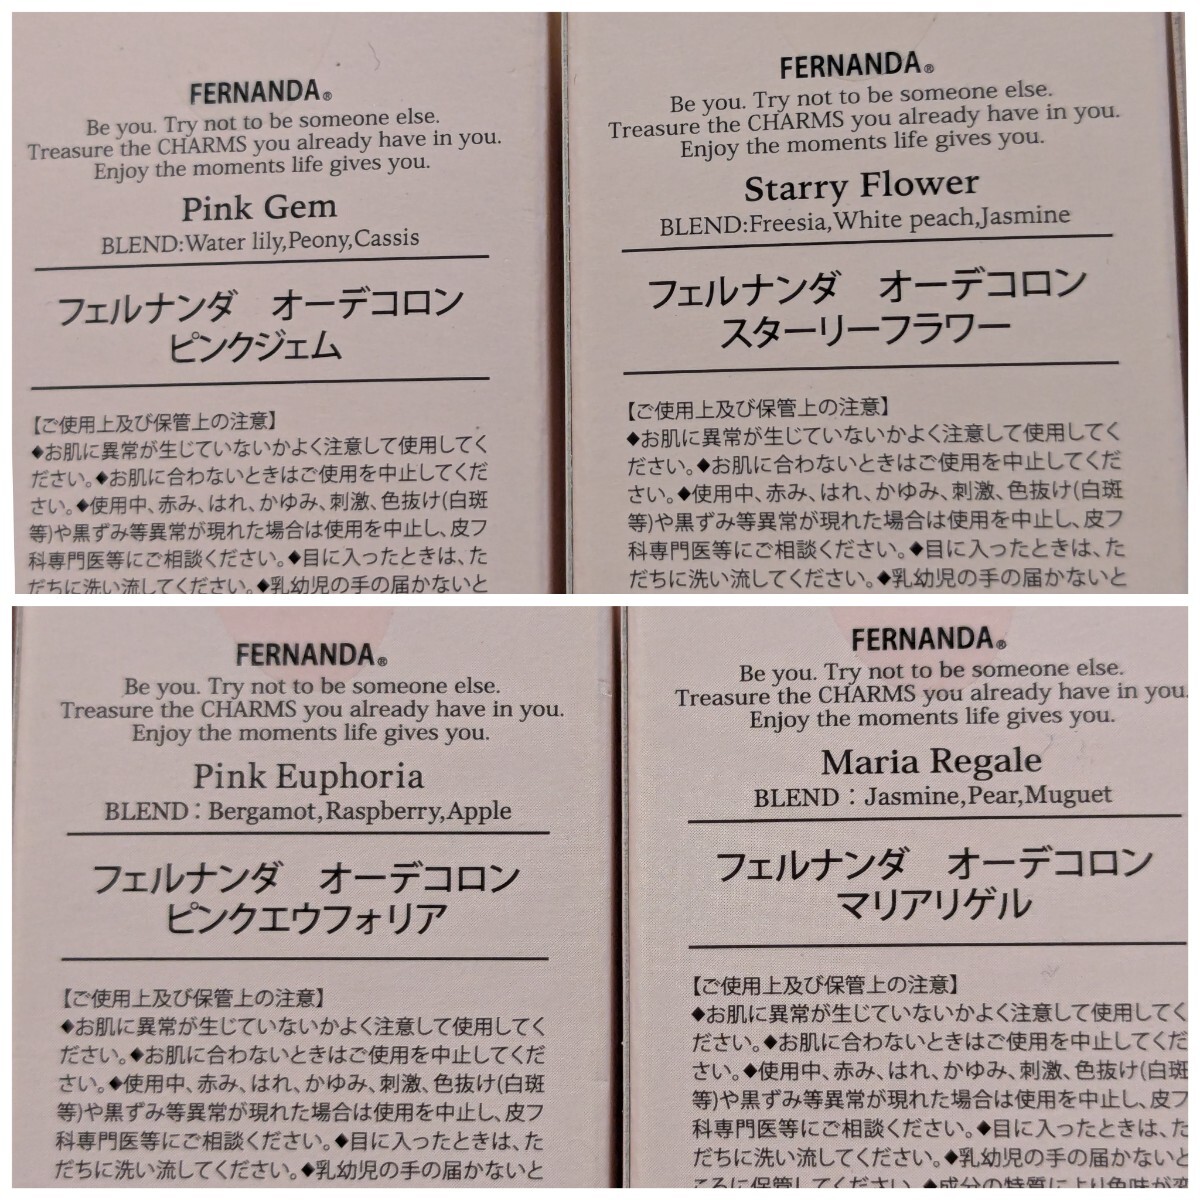 FERNANDA®
Be you. Try not to be someone else.
Treasure the CHARMS you already have in you.
Enjoy the moments life gives you.
Pink Gem
BLEND:Water lily,Peony,Cassis
フェルナンダ　オーデコロン
ピンクジェム
【ご使用上及び保管上の注意】
◆お肌に異常が生じていないかよく注意して使用してく
ださい。◆お肌に合わないときはご使用を中止してくだ
さい。◆使用中、赤み、はれ、かゆみ、刺激、色抜け(白斑
等)や黒ずみ等異常が現れた場合は使用を中止し、皮フ
科専門医等にご相談ください。◆目に入ったときは、た
だちに洗い流してください。◆乳幼児の手の届かないと
FERNANDA®
Be you. Try not to be someone else.
Treasure the CHARMS you already have in you.
Enjoy the moments life gives you.
Starry Flower
BLEND:Freesia,White peach,Jasmine
フェルナンダ　オーデコロン
スターリーフラワー
【ご使用上及び保管上の注意】
◆お肌に異常が生じていないかよく注意して使用してく
ださい。◆お肌に合わないときはご使用を中止してくだ
さい。◆使用中、赤み、はれ、かゆみ、刺激、色抜け(白斑
等)や黒ずみ等異常が現れた場合は使用を中止し、皮フ
科専門医等にご相談ください。◆目に入ったときは、た
だちに洗い流してください。◆乳幼児の手の届かないと
FERNANDA®
Be you. Try not to be someone else.
Treasure the CHARMS you already have in you.
Enjoy the moments life gives you.
Pink Euphoria
BLEND：Bergamot,Raspberry,Apple
フェルナンダ　オーデコロン
ピンクエウフォリア
【ご使用上及び保管上の注意】
◆お肌に異常が生じていないかよく注意して使用してく
ださい。◆お肌に合わないときはご使用を中止してくだ
さい。◆使用中、赤み、はれ、かゆみ、刺激、色抜け(白斑
等)や黒ずみ等異常が現れた場合は使用を中止し、皮フ
科専門医等にご相談ください。◆目に入ったときは、た
だちに洗い流してください。◆乳幼児の手の届かないと
FERNANDA®
Be you. Try not to be someone else.
Treasure the CHARMS you already have in you.
Enjoy the moments life gives you.
Maria Regale
BLEND：Jasmine,Pear,Muguet
フェルナンダ　オーデコロン
マリアリゲル
【ご使用上及び保管上の注意】
◆お肌に異常が生じていないかよく注意して使用してく
ださい。◆お肌に合わないときはご使用を中止してくだ
さい。◆使用中、赤み、はれ、かゆみ、刺激、色抜け(白斑
等)や黒ずみ等異常が現れた場合は使用を中止し、皮フ
科専門医等にご相談ください。◆目に入ったときは、た
だちに洗い流してください。◆乳幼児の手の届かないと
ころに保管してください。◆成分の特質により色味が変